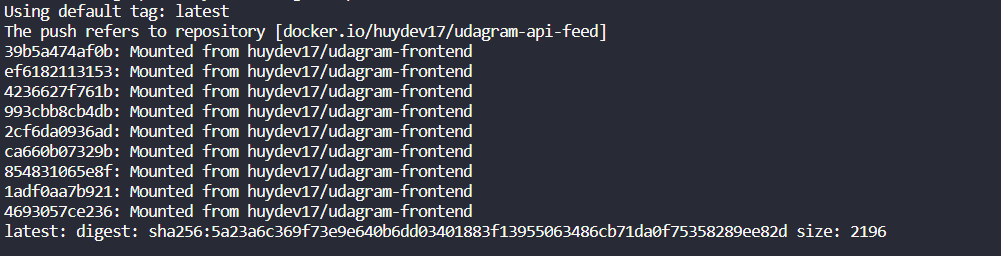 Using default tag: latest
The push refers to repository [docker.io/huydev17/udagram-api-feed]
39b5a474af0b: Mounted from huydev17/udagram-frontend
ef6182113153: Mounted from huydev17/udagram-frontend
4236627f761b: Mounted from huydev17/udagram-frontend
993cbb8cb4db: Mounted from huydev17/udagram-frontend
2cf6da0936ad: Mounted from huydev17/udagram-frontend
ca660b07329b: Mounted from huydev17/udagram-frontend
854831065e8f: Mounted from huydev17/udagram-frontend
1adf0aa7b921: Mounted from huydev17/udagram-frontend
4693057ce236: Mounted from huydev17/udagram-frontend
latest: digest: sha256:5a23a6c369f73e9e640b6dd03401883f13955063486cb71da0f75358289ee82d size: 2196